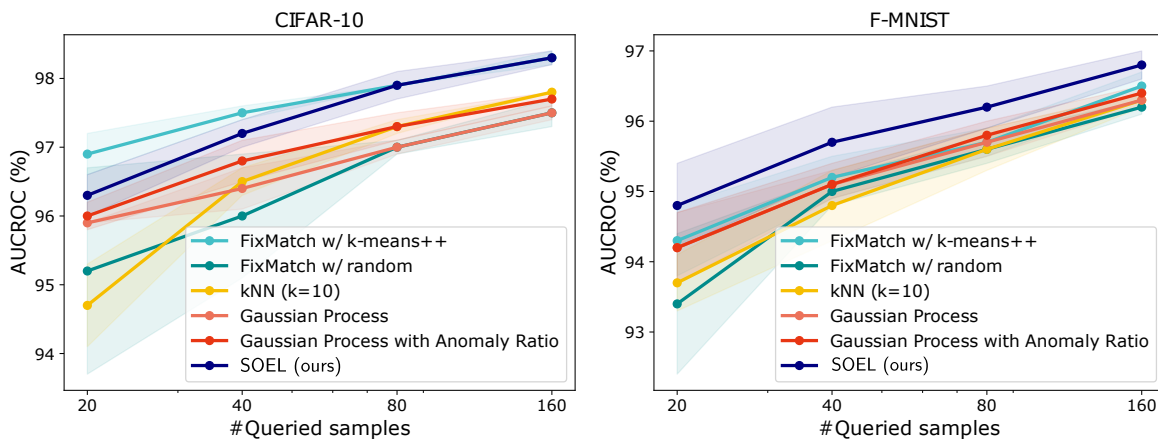 CIFAR-10
98
97
96
95
94
AUCROC (%)
20
40
80
160
#Queried samples
FixMatch w/ k-means++
FixMatch w/ random
kNN (k=10)
Gaussian Process
Gaussian Process with Anomaly Ratio
SOEL (ours)
F-MNIST
97
96
95
94
93
AUCROC (%)
20
40
80
160
#Queried samples
FixMatch w/ k-means++
FixMatch w/ random
kNN (k=10)
Gaussian Process
Gaussian Process with Anomaly Ratio
SOEL (ours)